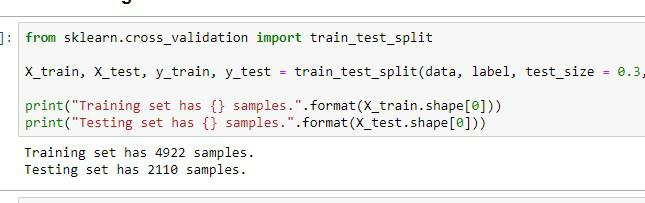 ]: from sklearn.cross_validation import train_test_split
X_train, X_test, y_train, y_test = train_test_split(data, label, test_size = 0.3,
print("Training set has {} samples.".format(X_train.shape[0]))
print("Testing set has {} samples.".format(X_test.shape[0]))
Training set has 4922 samples.
Testing set has 2110 samples.